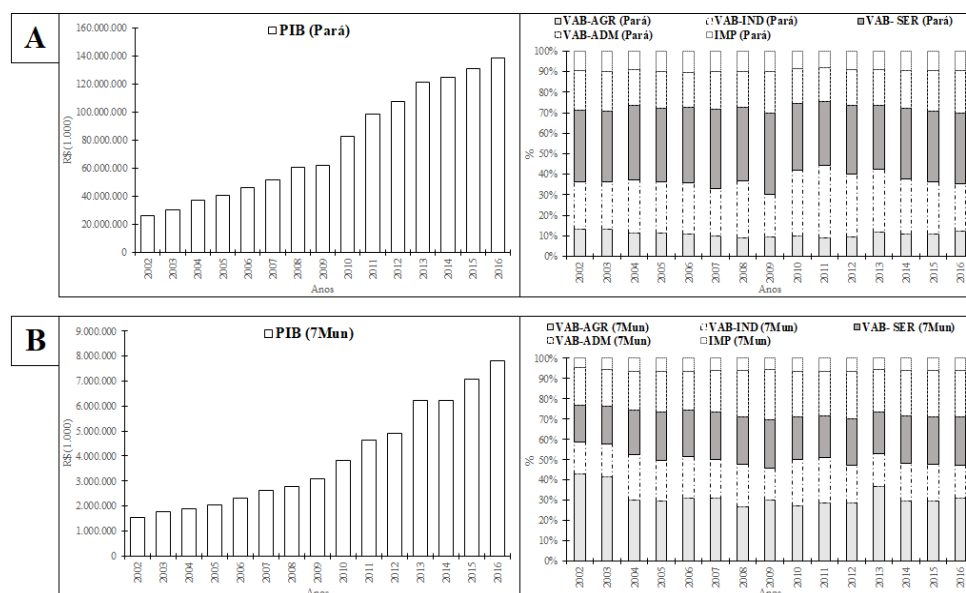 A
PIB (Pará)
R$ (1.000)
160.000.000
140.000.000
120.000.000
100.000.000
80.000.000
60.000.000
40.000.000
20.000.000
0
2002 2003 2004 2005 2006 2007 2008 2009 2010 2011 2012 2013 2014 2015 2016
Anos
VAB-AGR (Pará) VAB-IND (Pará) VAB- SER (Pará)
VAB-ADM (Pará) IMP (Pará)
%
100%
90%
80%
70%
60%
50%
40%
30%
20%
10%
0%
2002 2003 2004 2005 2006 2007 2008 2009 2010 2011 2012 2013 2014 2015 2016
Anos
B
PIB (7Mun)
R$ (1.000)
9.000.000
8.000.000
7.000.000
6.000.000
5.000.000
4.000.000
3.000.000
2.000.000
1.000.000
0
2002 2003 2004 2005 2006 2007 2008 2009 2010 2011 2012 2013 2014 2015 2016
Anos
VAB-AGR (7Mun) VAB-IND (7Mun) VAB- SER (7Mun)
VAB-ADM (7Mun) IMP (7Mun)
%
100%
90%
80%
70%
60%
50%
40%
30%
20%
10%
0%
2002 2003 2004 2005 2006 2007 2008 2009 2010 2011 2012 2013 2014 2015 2016
Anos